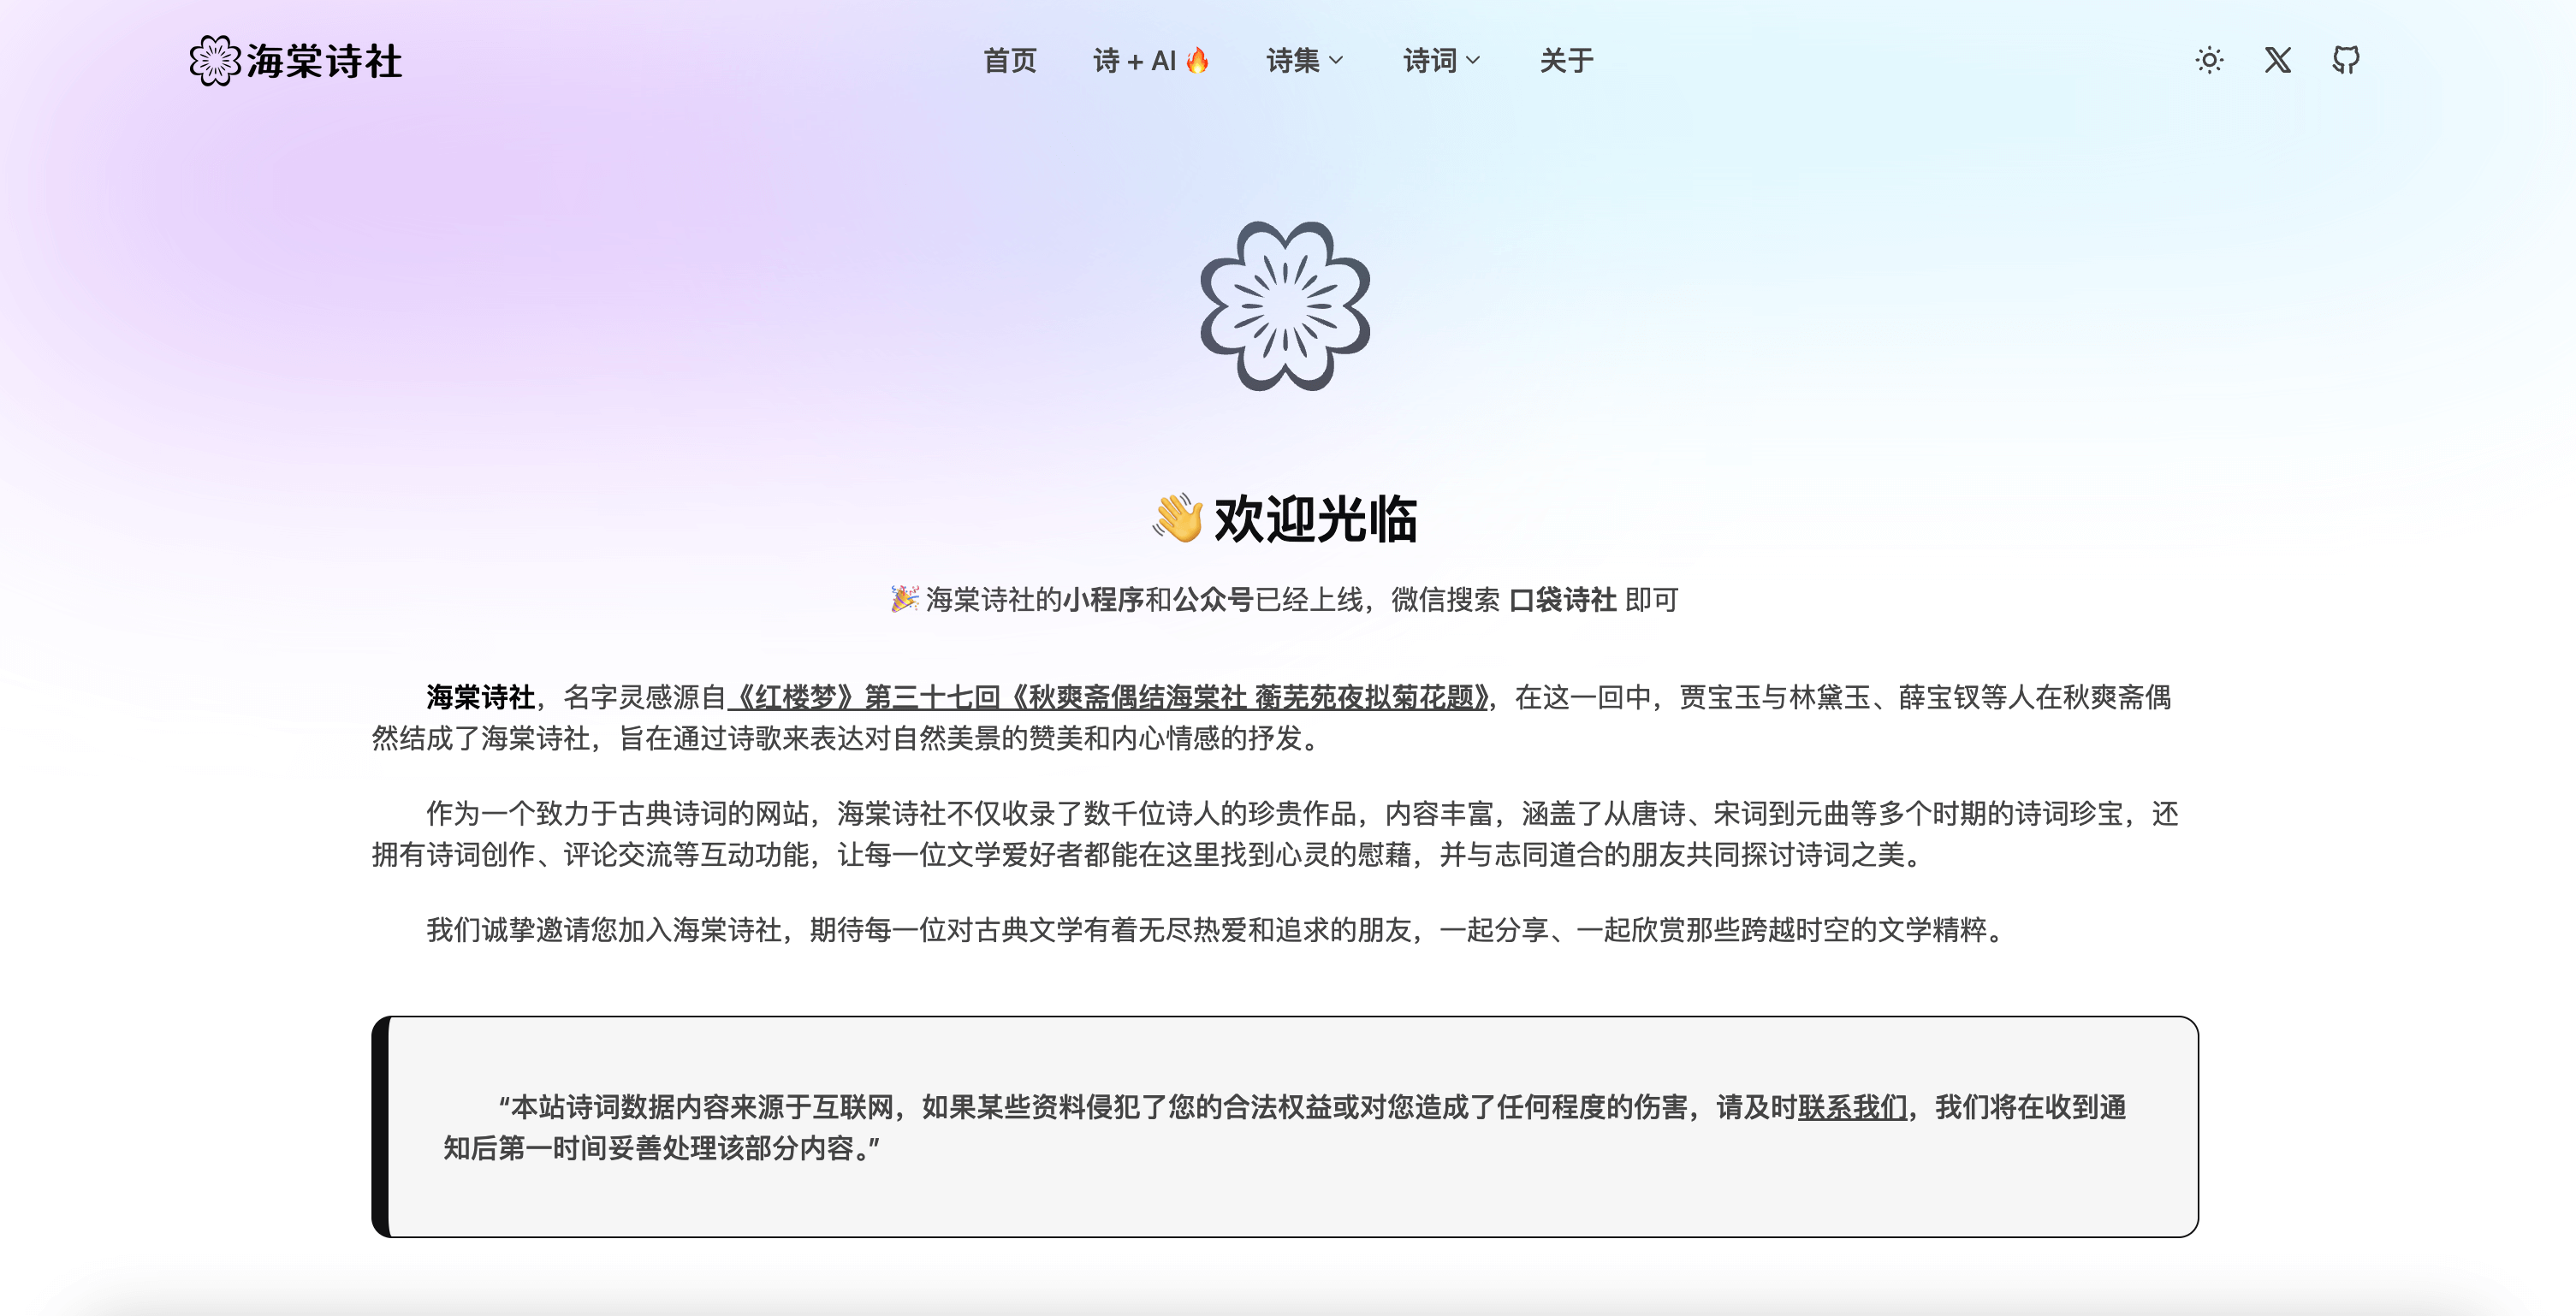 海棠诗社
首页 诗 + AI 🔥 诗集 诗词 关于
👋 欢迎光临
🎉 海棠诗社的小程序和公众号已经上线，微信搜索 口袋诗社 即可
海棠诗社，名字灵感源自《红楼梦》第三十七回《秋爽斋偶结海棠社 蘅芜苑夜拟菊花题》，在这一回中，贾宝玉与林黛玉、薛宝钗等人在秋爽斋偶
然结成了海棠诗社，旨在通过诗歌来表达对自然美景的赞美和内心情感的抒发。
作为一个致力于古典诗词的网站，海棠诗社不仅收录了数千位诗人的珍贵作品，内容丰富，涵盖了从唐诗、宋词到元曲等多个时期的诗词珍宝，还
拥有诗词创作、评论交流等互动功能，让每一位文学爱好者都能在这里找到心灵的慰藉，并与志同道合的朋友共同探讨诗词之美。
我们诚挚邀请您加入海棠诗社，期待每一位对古典文学有着无尽热爱和追求的朋友，一起分享、一起欣赏那些跨越时空的文学精粹。
“本站诗词数据内容来源于互联网，如果某些资料侵犯了您的合法权益或对您造成了任何程度的伤害，请及时联系我们，我们将在收到通
知后第一时间妥善处理该部分内容。”